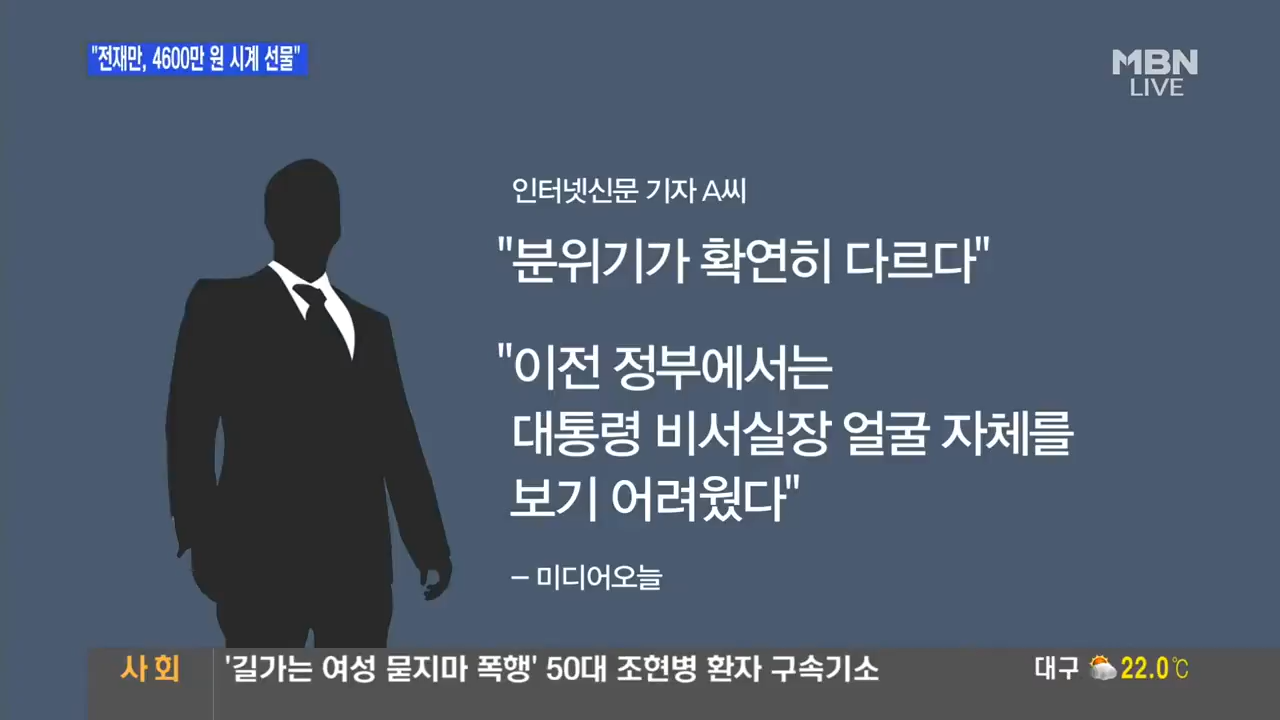 "전재만, 4600만 원 시계 선물"
MBN
LIVE
인터넷신문 기자 A씨
"분위기가 확연히 다르다"
"이전 정부에서는
대통령 비서실장 얼굴 자체를
보기 어려웠다"
– 미디어오늘
사회 '길가는 여성 묻지마 폭행' 50대 조현병 환자 구속기소 대구 22.0℃